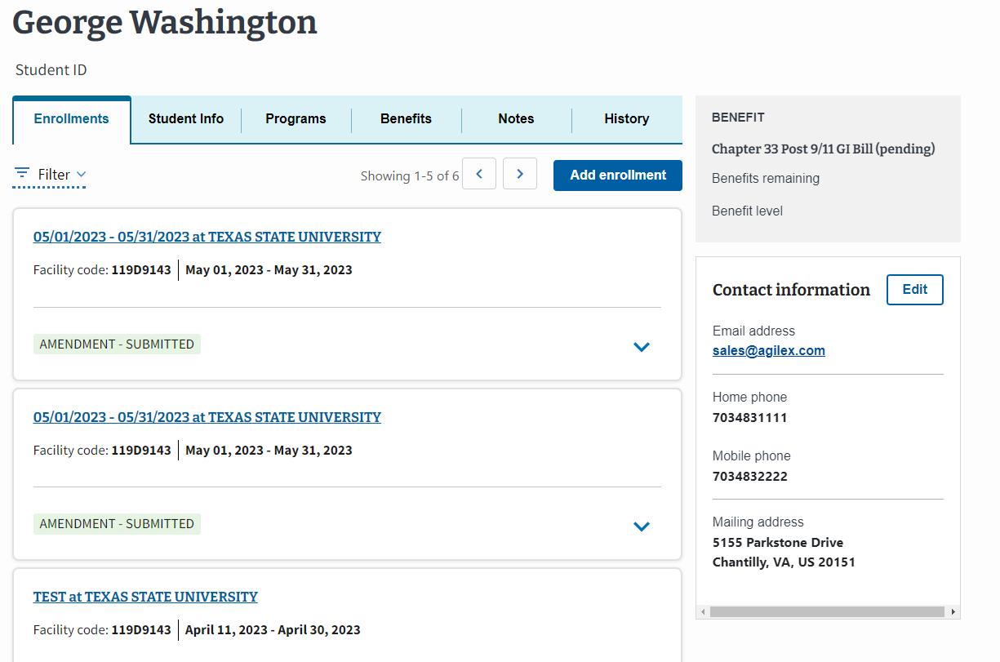 George Washington
Student ID
Enrollments
Student Info
Programs
Benefits
Notes
History
Filter
Showing 1-5 of 6
Add enrollment
05/01/2023 - 05/31/2023 at TEXAS STATE UNIVERSITY
Facility code: 119D9143 May 01, 2023 - May 31, 2023
AMENDMENT - SUBMITTED
05/01/2023 - 05/31/2023 at TEXAS STATE UNIVERSITY
Facility code: 119D9143 May 01, 2023 - May 31, 2023
AMENDMENT - SUBMITTED
TEST at TEXAS STATE UNIVERSITY
Facility code: 119D9143 April 11, 2023 - April 30, 2023
BENEFIT
Chapter 33 Post 9/11 GI Bill (pending)
Benefits remaining
Benefit level
Contact information
Edit
Email address
sales@agilex.com
Home phone
7034831111
Mobile phone
7034832222
Mailing address
5155 Parkstone Drive
Chantilly, VA, US 20151